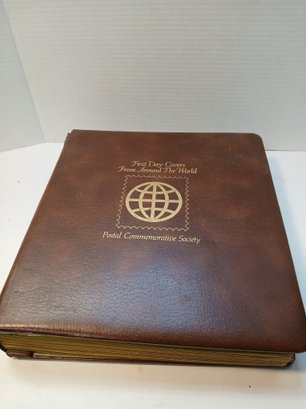 First Day Covers
From Around The World
Postal Commemorative Society